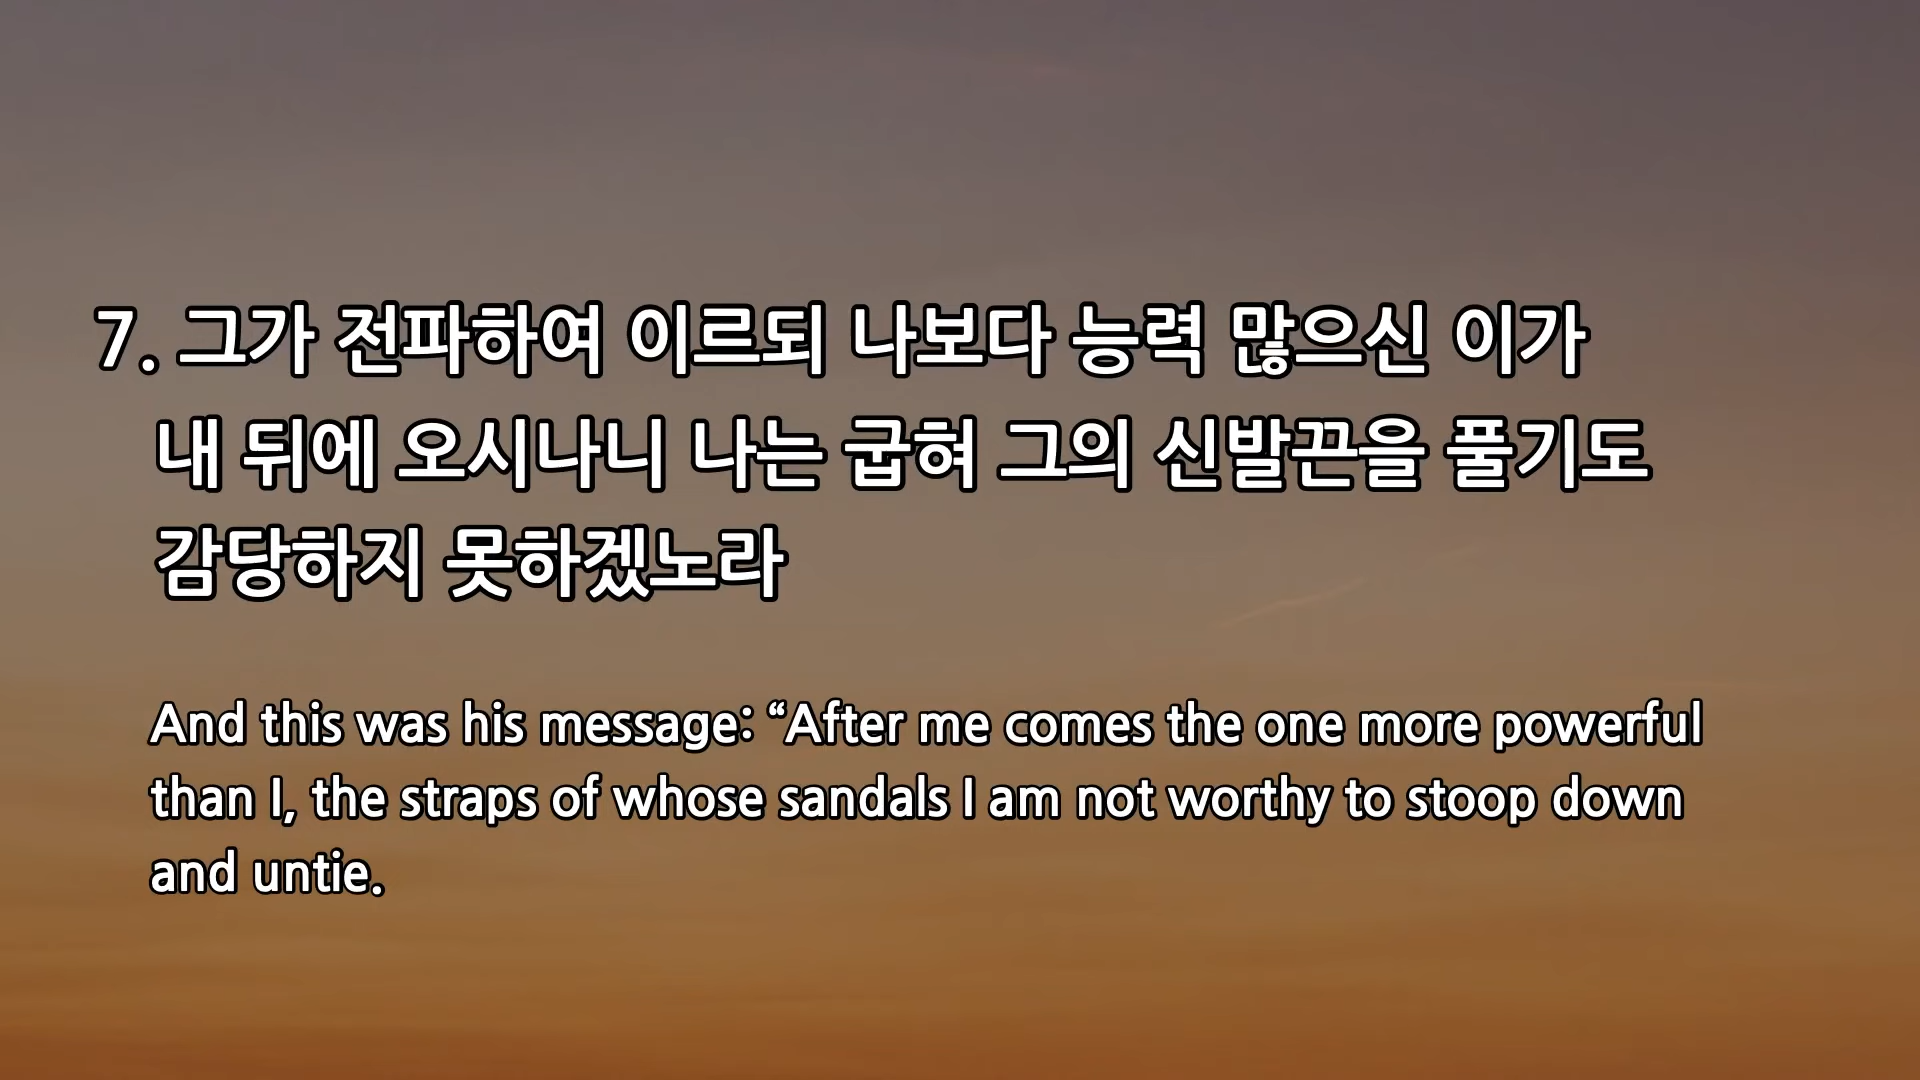 7. 그가 전파하여 이르되 나보다 능력 많으신 이가
내 뒤에 오시나니 나는 굽혀 그의 신발끈을 풀기도
감당하지 못하겠노라
And this was his message: “After me comes the one more powerful
than I, the straps of whose sandals I am not worthy to stoop down
and untie.